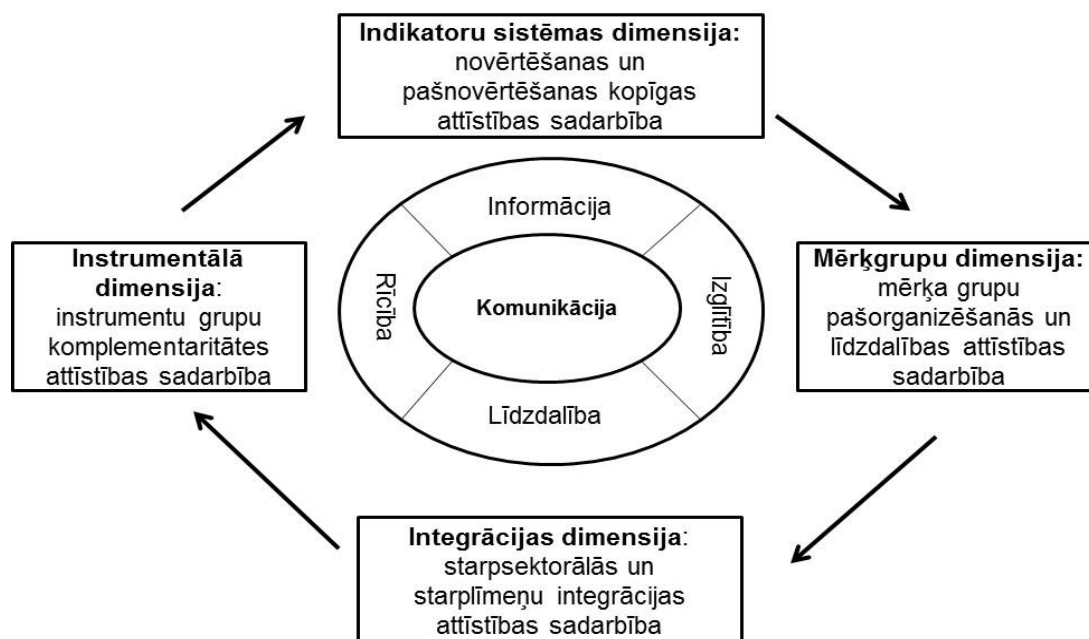 Indikatoru sistēmas dimensija:
novērtēšanas un
pašnovērtēšanas kopīgas
attīstības sadarbība
Informācija
Instrumentālā
dimensija:
instrumentu grupu
komplementaritātes
attīstības sadarbība
Rīcība
Komunikācija
Izglītība
Mērķgrupu dimensija:
mērķa grupu
pašorganizēšanās un
līdzdalības attīstības
sadarbība
Līdzdalība
Integrācijas dimensija:
starpsektorālās un
starplīmeņu integrācijas
attīstības sadarbība